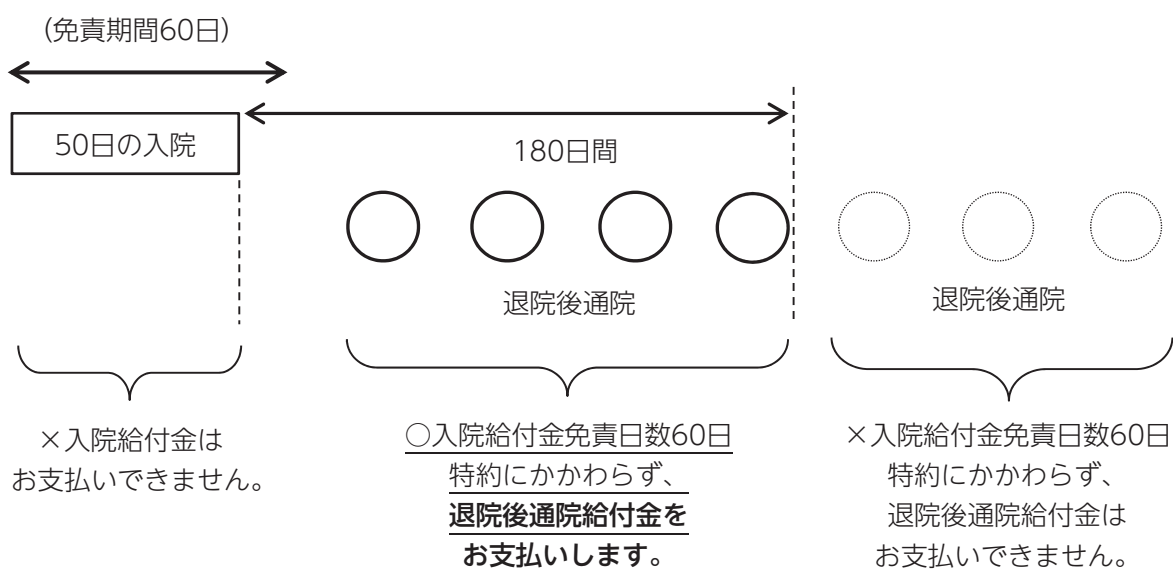 (免責期間60日)
50日の入院
180日間
退院後通院
退院後通院
×入院給付金は
お支払いできません。
○入院給付金免責日数60日
特約にかかわらず、
退院後通院給付金を
お支払いします。
×入院給付金免責日数60日
特約にかかわらず、
退院後通院給付金は
お支払いできません。